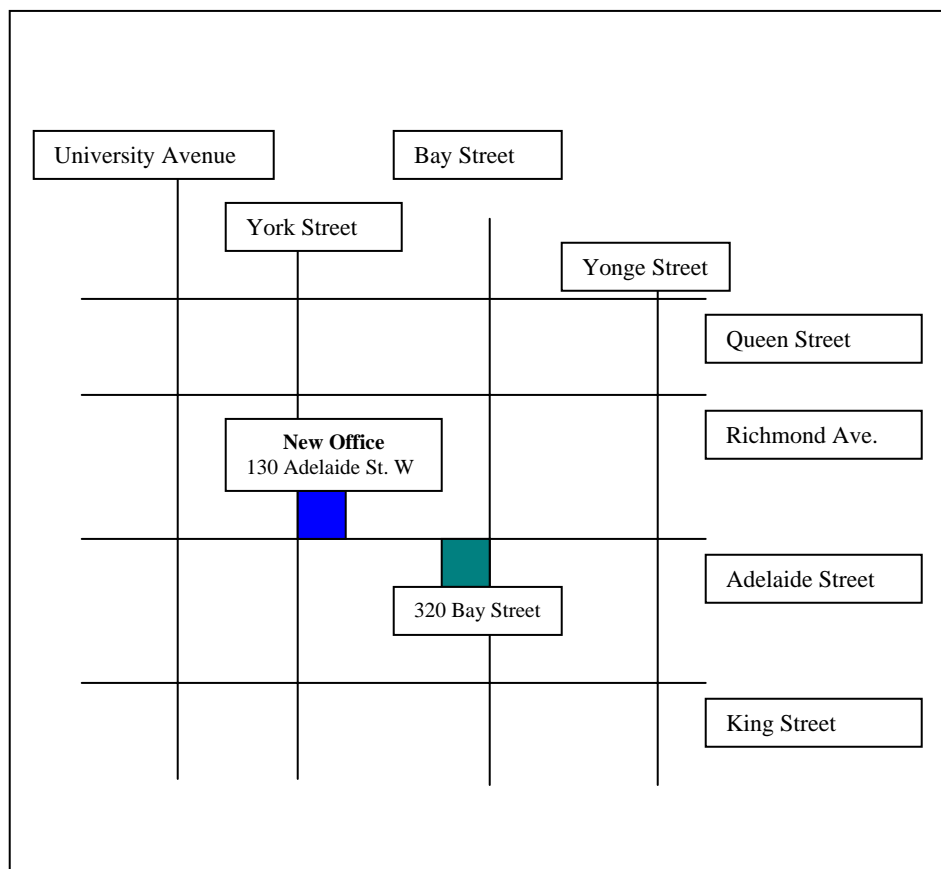 University Avenue
Bay Street
York Street
Yonge Street
Queen Street
Richmond Ave.
New Office
130 Adelaide St. W
Adelaide Street
320 Bay Street
King Street